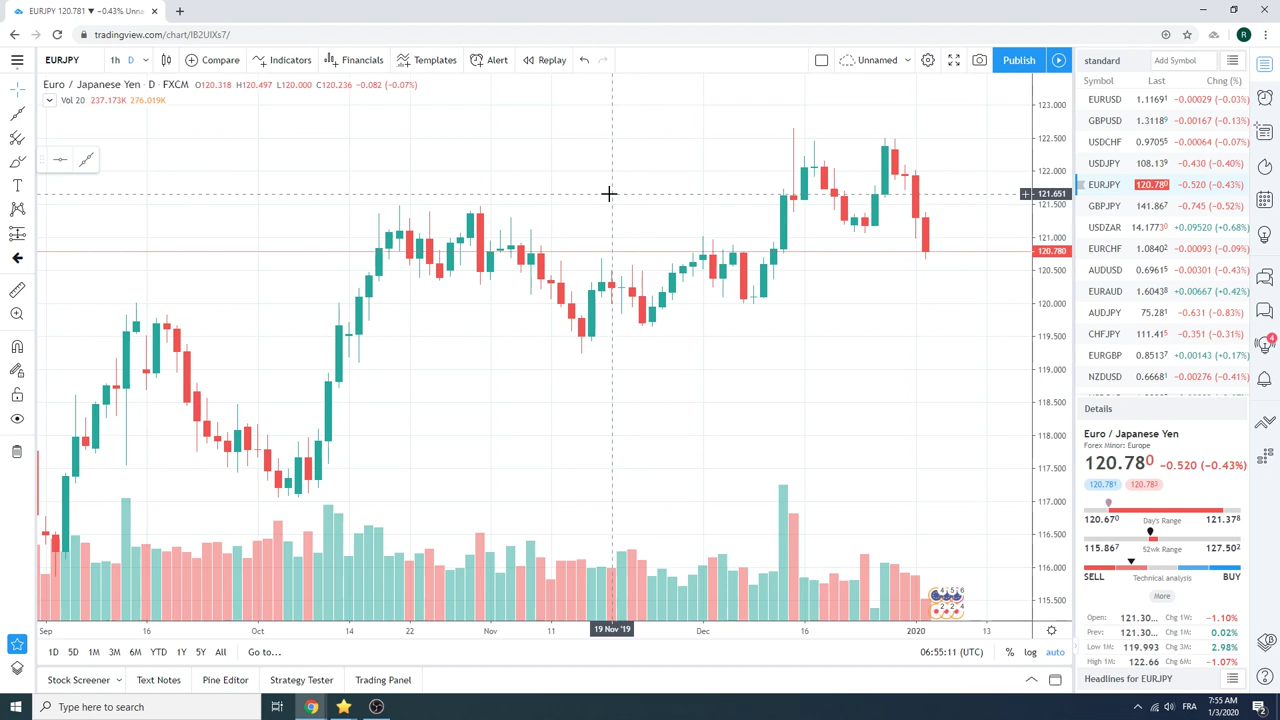 EURJPY 120.781 ▼ −0.43% Unna
tradingview.com/chart/IB2UlXs7/
R
EURJPY 1h D Compare Indicators Financials Templates Alert Replay Unnamed Publish
Euro / Japanese Yen · D · FXCM O120.318 H120.497 L120.000 C120.236 −0.082 (−0.07%)
Vol 20 237.173K 276.019K
123.000
122.500
122.000
121.651
121.500
121.000
120.780
120.500
120.000
119.500
119.000
118.500
118.000
117.500
117.000
116.500
116.000
115.500
Sep 16 Oct 14 22 Nov 11 19 Nov '19 Dec 16 2020 13
1D 5D 1M 3M 6M YTD 1Y 5Y All Go to... 06:55:11 (UTC) % log auto
Stock Screener Text Notes Pine Editor Strategy Tester Trading Panel
standard Add Symbol
Symbol Last Chng (%)
EURUSD 1.1169¹ −0.00029 (−0.03%)
GBPUSD 1.3118⁹ −0.00167 (−0.13%)
USDCHF 0.9705⁵ −0.00064 (−0.07%)
USDJPY 108.13⁹ −0.430 (−0.40%)
EURJPY 120.78⁰ −0.520 (−0.43%)
GBPJPY 141.86⁷ −0.745 (−0.52%)
USDZAR 14.1773⁰ +0.09520 (+0.68%)
EURCHF 1.0840² −0.00093 (−0.09%)
AUDUSD 0.6961⁵ −0.00301 (−0.43%)
EURAUD 1.6043⁸ +0.00667 (+0.42%)
AUDJPY 75.28¹ −0.631 (−0.83%)
CHFJPY 111.41⁵ −0.351 (−0.31%)
EURGBP 0.8513⁷ +0.00143 (+0.17%)
NZDUSD 0.6668¹ −0.00276 (−0.41%)
4
Details
Euro / Japanese Yen
Forex Minor: Europe
120.78⁰ −0.520 (−0.43%)
120.78¹ 120.78³
120.67⁰ Day's Range 121.37⁸
115.86⁷ 52wk Range 127.50²
SELL Technical analysis BUY
More
Open: 121.30... Chg 1W: −1.10%
Prev: 121.30... Chg 1M: 0.02%
Low 1M: 119.993 Chg 3M: 2.98%
High 1M: 122.66 Chg 6M: −1.07%
Headlines for EURJPY
Type here to search
FRA
7:55 AM
1/3/2020
2